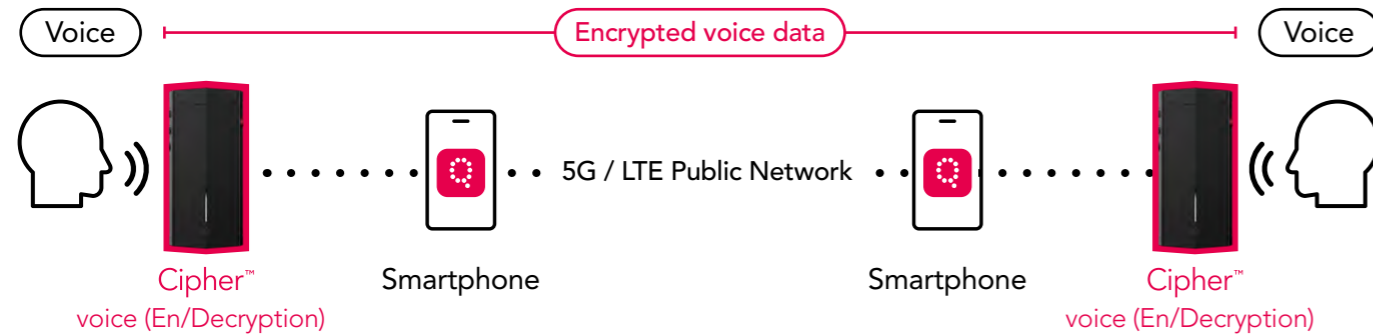 Voice
Encrypted voice data
Voice
5G / LTE Public Network
Cipher™
voice (En/Decryption)
Smartphone
Smartphone
Cipher™
voice (En/Decryption)